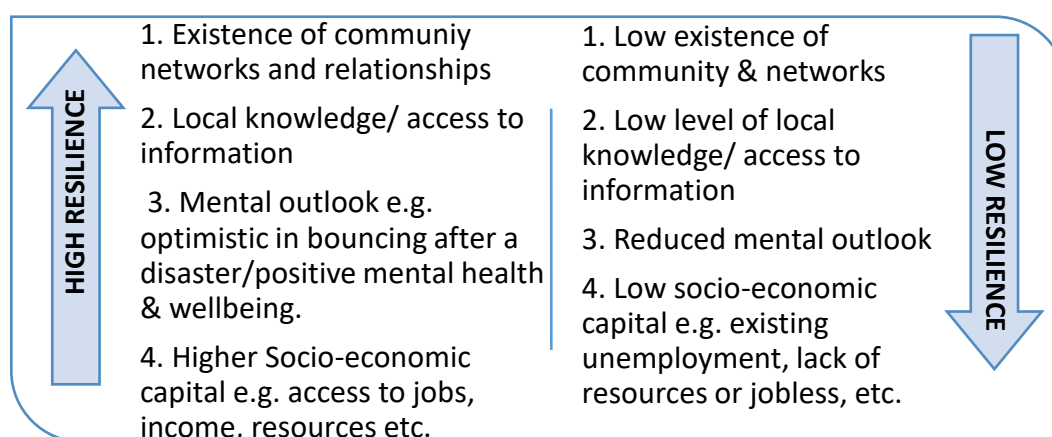 HIGH RESILIENCE
1. Existence of communiy
networks and relationships
2. Local knowledge/ access to
information
3. Mental outlook e.g.
optimistic in bouncing after a
disaster/positive mental health
& wellbeing.
4. Higher Socio-economic
capital e.g. access to jobs,
income, resources etc.
1. Low existence of
community & networks
2. Low level of local
knowledge/ access to
information
3. Reduced mental outlook
4. Low socio-economic
capital e.g. existing
unemployment, lack of
resources or jobless, etc.
LOW RESILIENCE